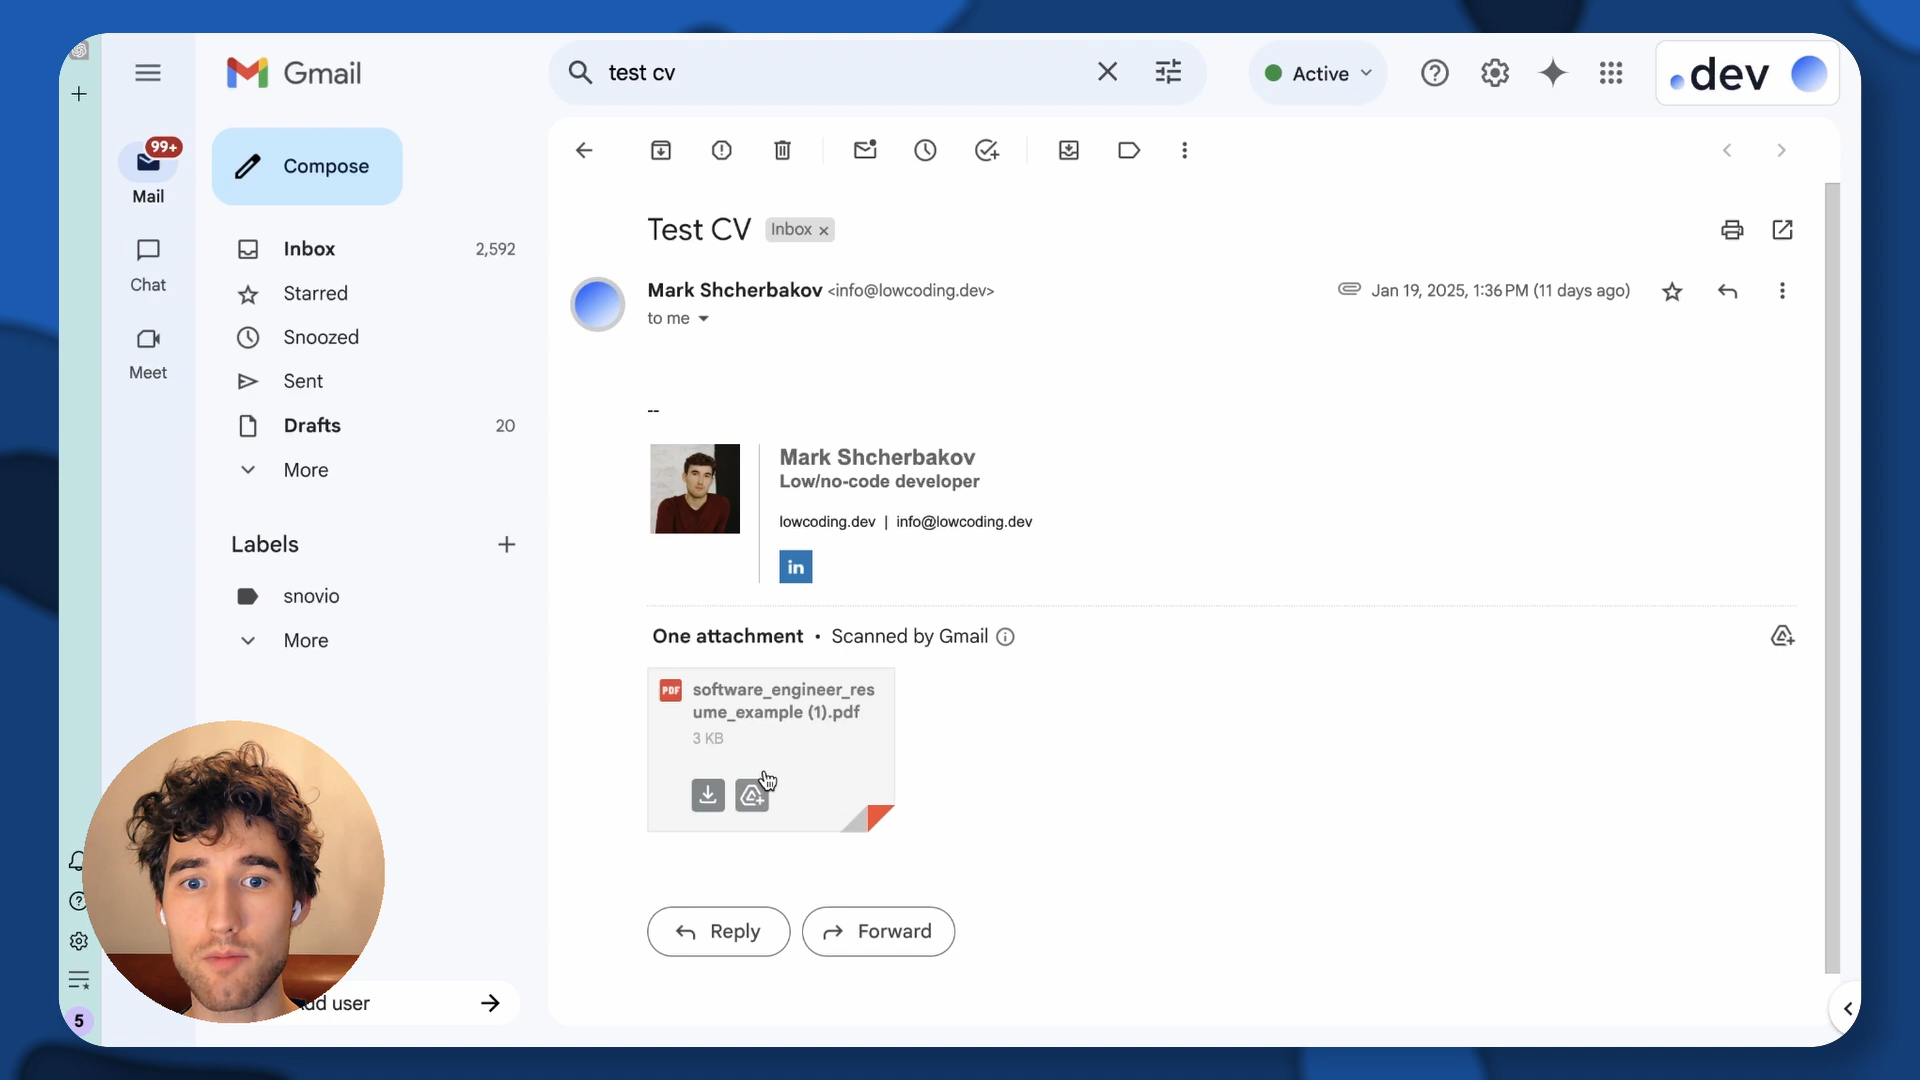 Gmail
test cv
Active
.dev
99+
Mail
Compose
Test CV
Inbox
Inbox 2,592
Chat
Starred
Mark Shcherbakov <info@lowcoding.dev>
Jan 19, 2025, 1:36 PM (11 days ago)
to me
Snoozed
Meet
Sent
Drafts 20
More
--
Mark Shcherbakov
Low/no-code developer
lowcoding.dev | info@lowcoding.dev
in
Labels
snovio
More
One attachment • Scanned by Gmail
PDF
software_engineer_res
ume_example (1).pdf
3 KB
Reply
Forward
user
5